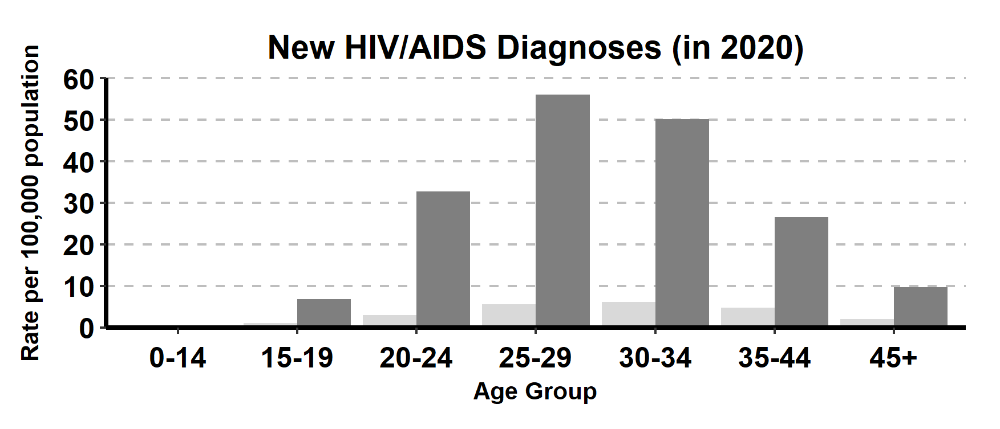 New HIV/AIDS Diagnoses (in 2020)
Rate per 100,000 population
60
50
40
30
20
10
0
0-14 15-19 20-24 25-29 30-34 35-44 45+
Age Group